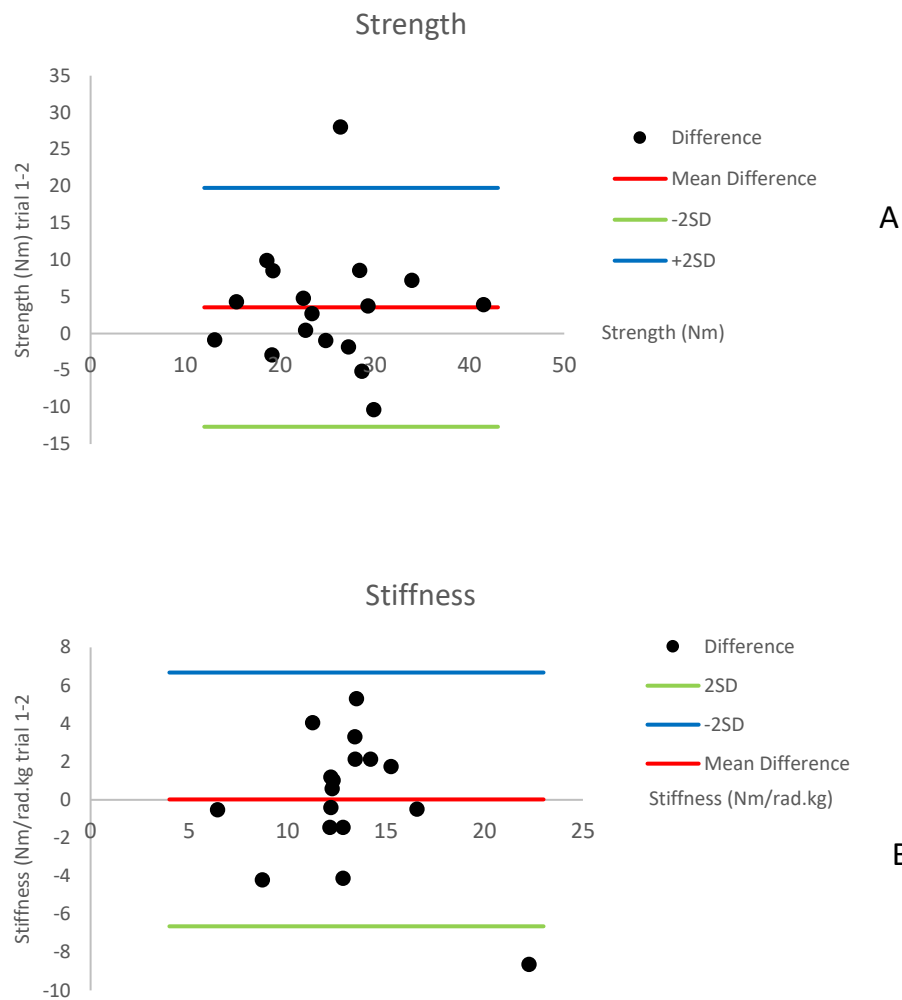 Strength
35
30
25
20
15
10
5
0
-5
-10
-15
Strength (Nm) trial 1-2
0 10 20 30 40 50
Strength (Nm)
Difference
Mean Difference
-2SD
+2SD
A
Stiffness
8
6
4
2
0
-2
-4
-6
-8
-10
Stiffness (Nm/rad.kg trial 1-2
0 5 10 15 20 25
Stiffness (Nm/rad.kg)
Difference
2SD
-2SD
Mean Difference